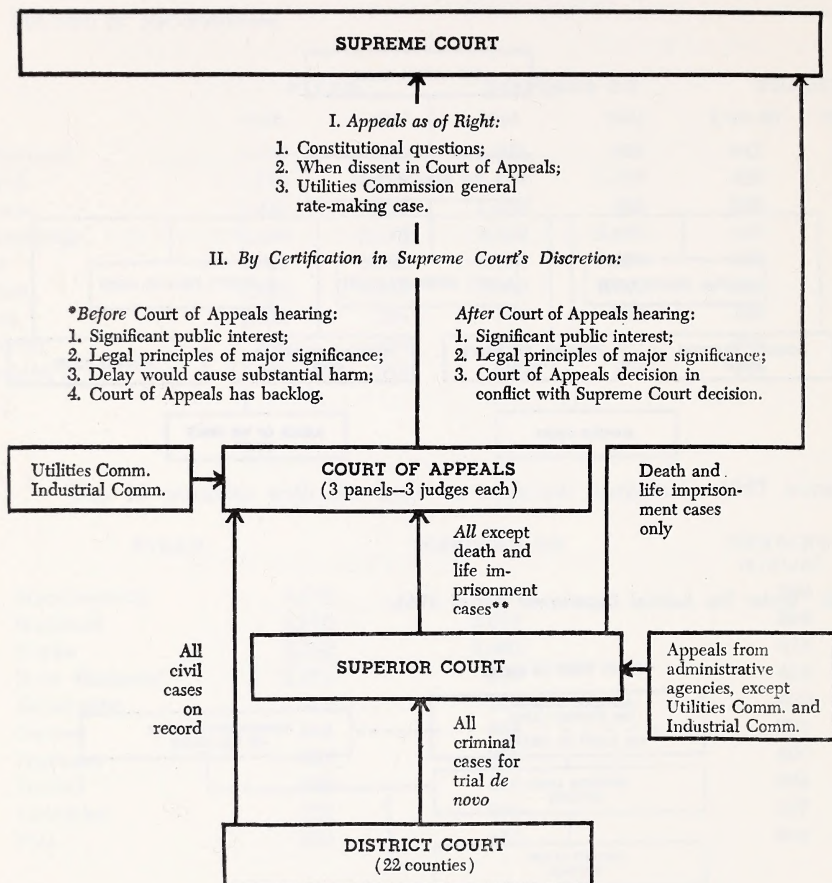 SUPREME COURT
I. Appeals as of Right:
1. Constitutional questions;
2. When dissent in Court of Appeals;
3. Utilities Commission general
rate-making case.
II. By Certification in Supreme Court's Discretion:
*Before Court of Appeals hearing:
1. Significant public interest;
2. Legal principles of major significance;
3. Delay would cause substantial harm;
4. Court of Appeals has backlog.
After Court of Appeals hearing:
1. Significant public interest;
2. Legal principles of major significance;
3. Court of Appeals decision in
conflict with Supreme Court decision.
Utilities Comm.
Industrial Comm.
COURT OF APPEALS
(3 panels—3 judges each)
Death and
life imprison-
ment cases
only
All except
death and
life im-
prisonment
cases**
All
civil
cases
on
record
SUPERIOR COURT
Appeals from
administrative
agencies, except
Utilities Comm. and
Industrial Comm.
All
criminal
cases for
trial de
novo
DISTRICT COURT
(22 counties)